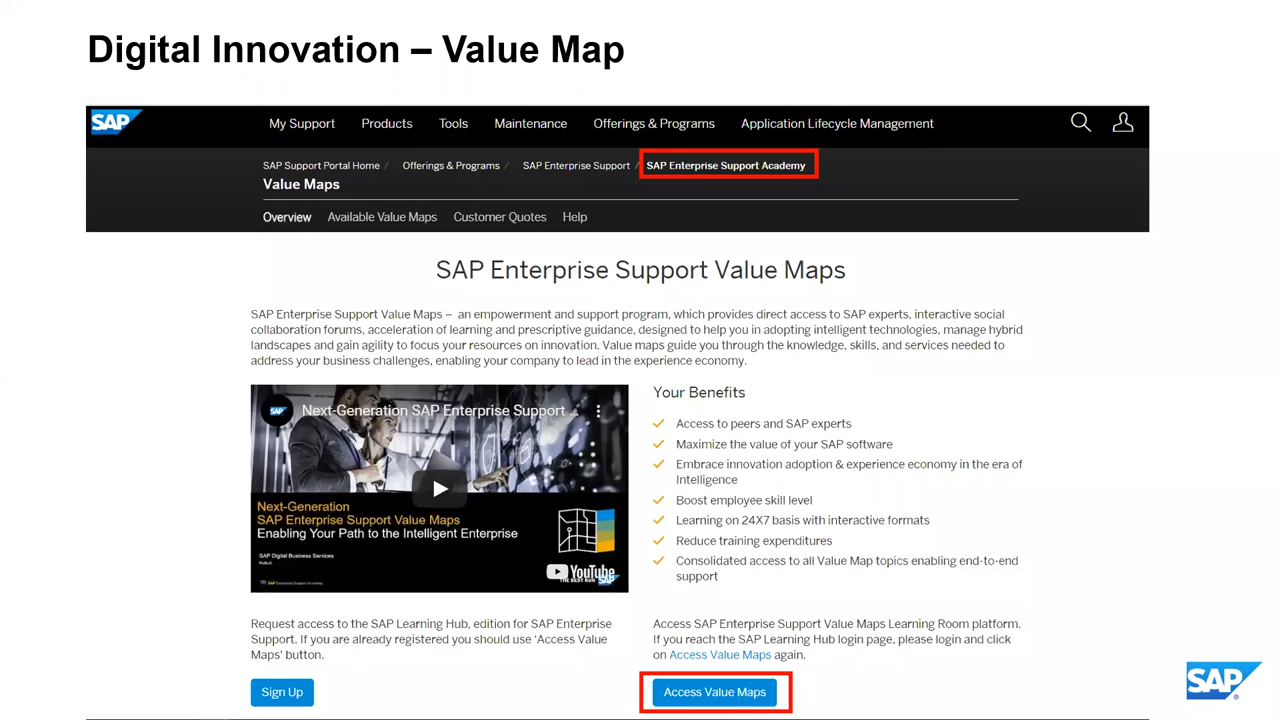 Digital Innovation – Value Map
SAP
My Support Products Tools Maintenance Offerings & Programs Application Lifecycle Management
SAP Support Portal Home / Offerings & Programs / SAP Enterprise Support / SAP Enterprise Support Academy
Value Maps
Overview Available Value Maps Customer Quotes Help
SAP Enterprise Support Value Maps
SAP Enterprise Support Value Maps – an empowerment and support program, which provides direct access to SAP experts, interactive social
collaboration forums, acceleration of learning and prescriptive guidance, designed to help you in adopting intelligent technologies, manage hybrid
landscapes and gain agility to focus your resources on innovation. Value maps guide you through the knowledge, skills, and services needed to
address your business challenges, enabling your company to lead in the experience economy.
SAP
Next-Generation SAP Enterprise Support ...
Next-Generation
SAP Enterprise Support Value Maps
Enabling Your Path to the Intelligent Enterprise
SAP Digital Business Services
Public
SAP Enterprise Support Academy
YouTube
THE BEST RUN SAP
Your Benefits
Access to peers and SAP experts
Maximize the value of your SAP software
Embrace innovation adoption & experience economy in the era of
Intelligence
Boost employee skill level
Learning on 24X7 basis with interactive formats
Reduce training expenditures
Consolidated access to all Value Map topics enabling end-to-end
support
Request access to the SAP Learning Hub, edition for SAP Enterprise
Support. If you are already registered you should use 'Access Value
Maps' button.
Sign Up
Access SAP Enterprise Support Value Maps Learning Room platform.
If you reach the SAP Learning Hub login page, please login and click
on Access Value Maps again.
Access Value Maps
SAP®